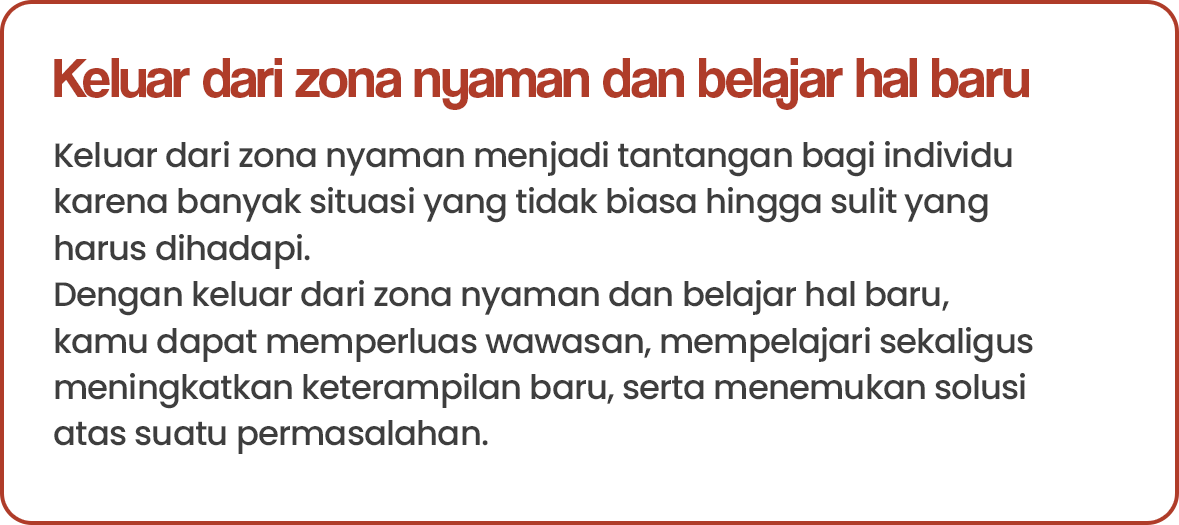 Keluar dari zona nyaman dan belajar hal baru
Keluar dari zona nyaman menjadi tantangan bagi individu
karena banyak situasi yang tidak biasa hingga sulit yang
harus dihadapi.
Dengan keluar dari zona nyaman dan belajar hal baru,
kamu dapat memperluas wawasan, mempelajari sekaligus
meningkatkan keterampilan baru, serta menemukan solusi
atas suatu permasalahan.